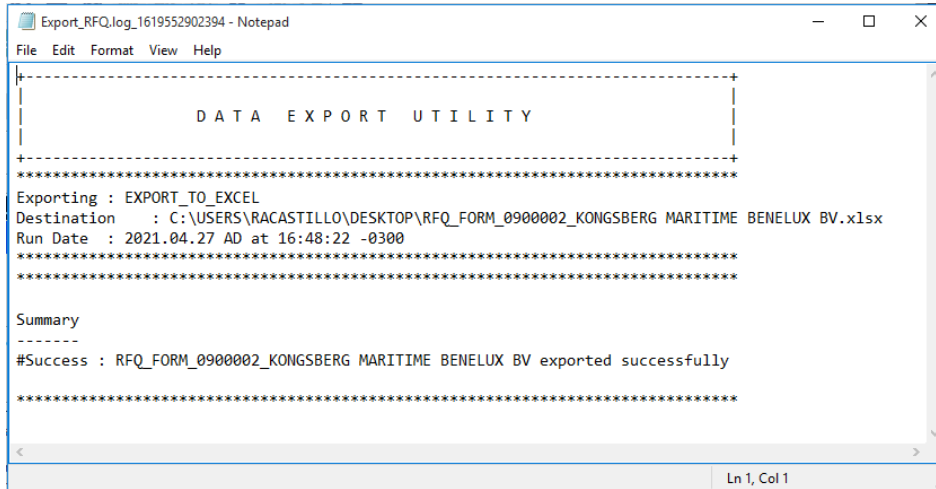 Export_RFQ.log_1619552902394 - Notepad
File Edit Format View Help
+------------------------------------------------------------------------------+
|                                                                              |
|                   D A T A   E X P O R T   U T I L I T Y                      |
|                                                                              |
+------------------------------------------------------------------------------+
********************************************************************************
Exporting : EXPORT_TO_EXCEL
Destination    : C:\USERS\RACASTILLO\DESKTOP\RFQ_FORM_0900002_KONGSBERG MARITIME BENELUX BV.xlsx
Run Date  : 2021.04.27 AD at 16:48:22 -0300
********************************************************************************
********************************************************************************
Summary
-------
#Success : RFQ_FORM_0900002_KONGSBERG MARITIME BENELUX BV exported successfully
********************************************************************************
Ln 1, Col 1